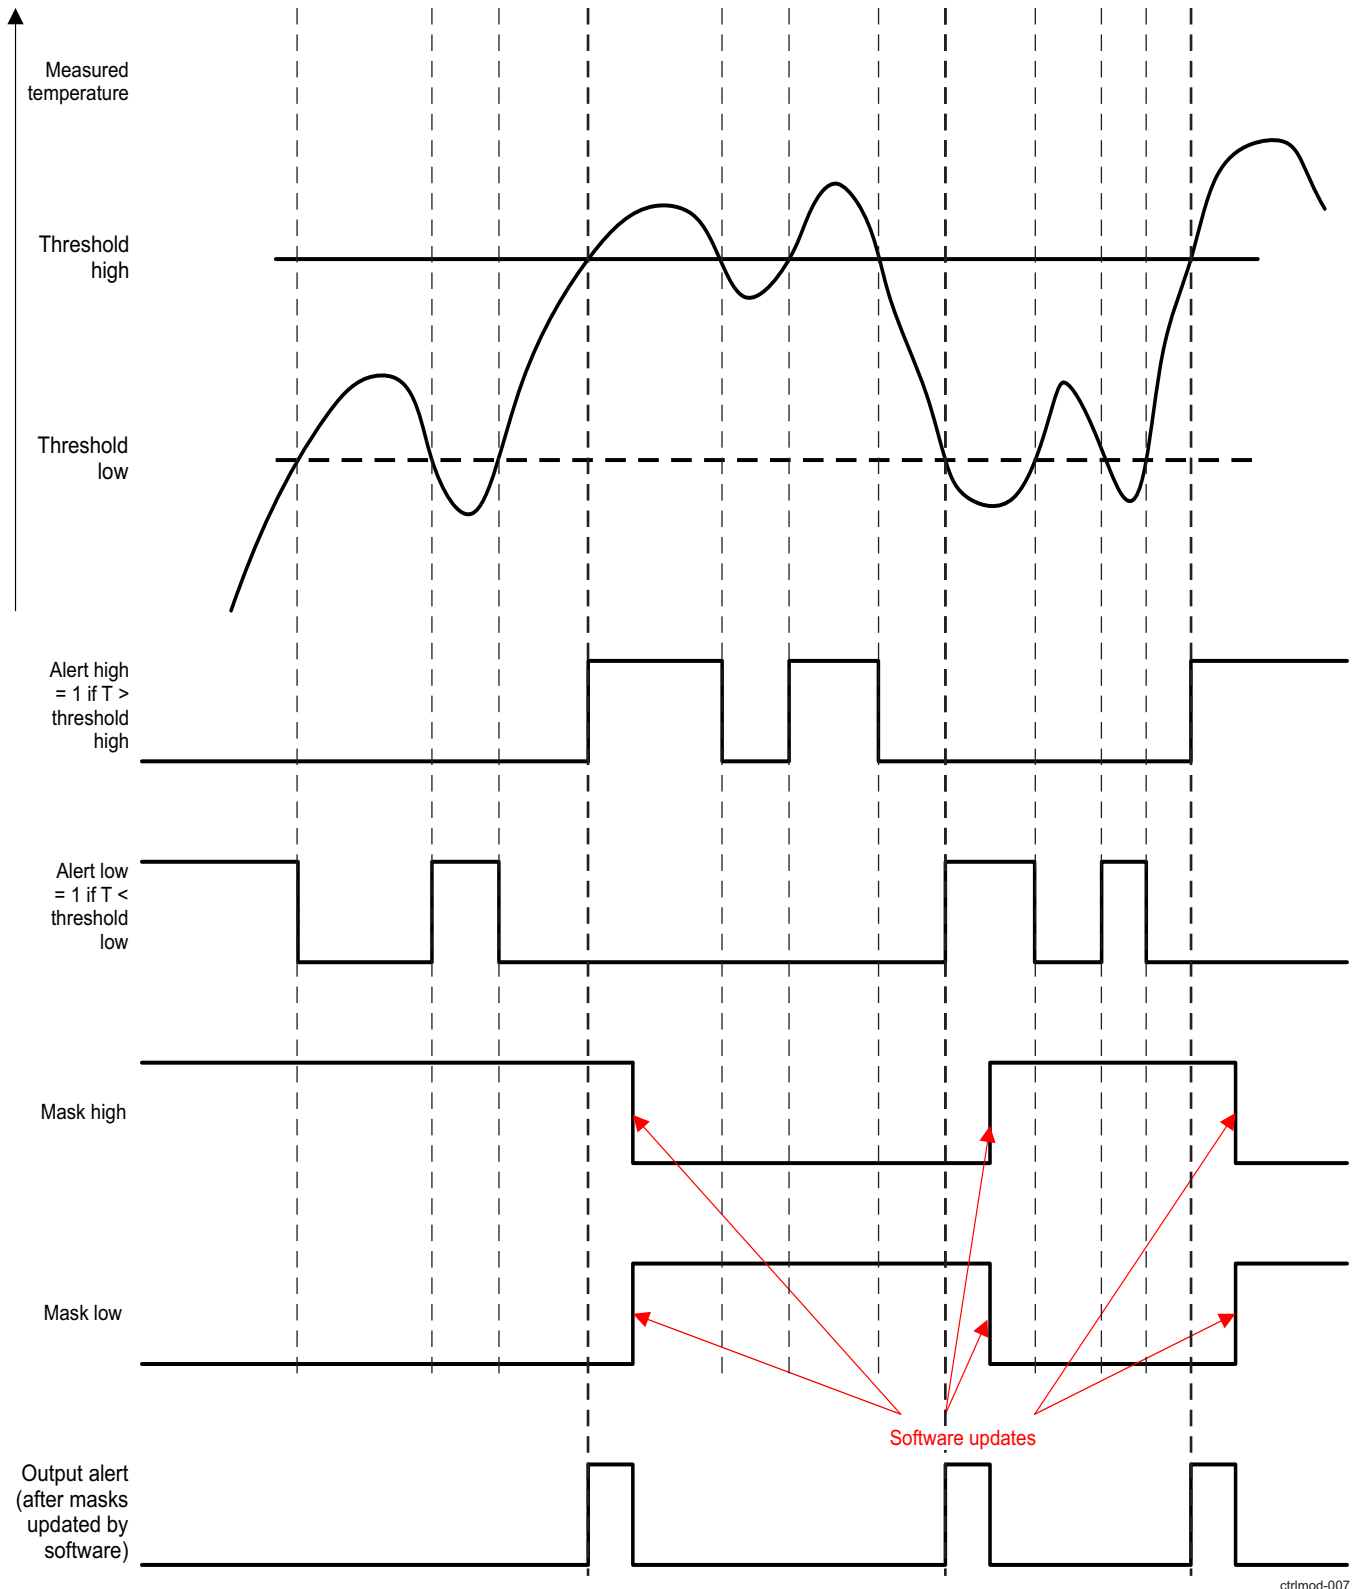 Measured
temperature
Threshold
high
Threshold
low
Alert high
= 1 if T >
threshold
high
Alert low
= 1 if T <
threshold
low
Mask high
Mask low
Software updates
Output alert
(after masks
updated by
software)
ctrlmod-007